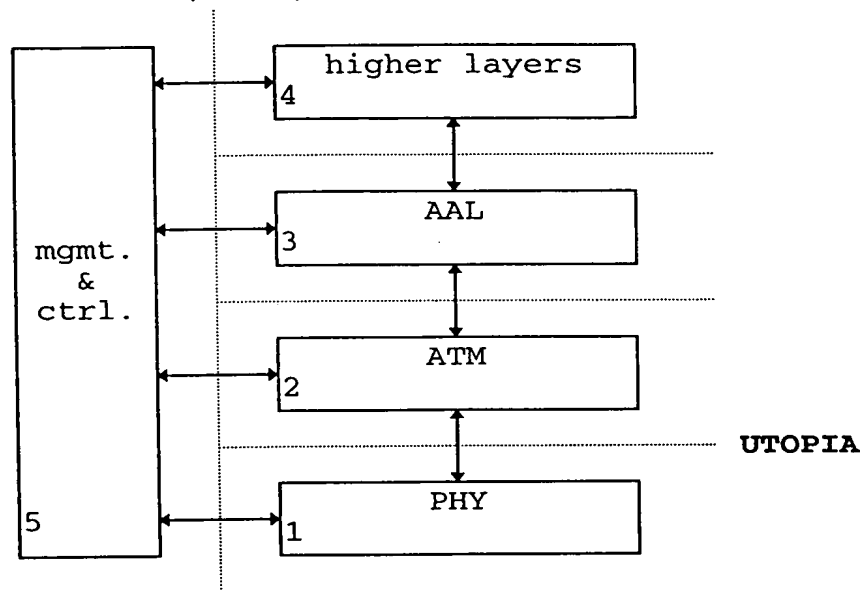 higher layers
4
AAL
3
mgmt.
&
ctrl.
ATM
2
UTOPIA
PHY
5
1